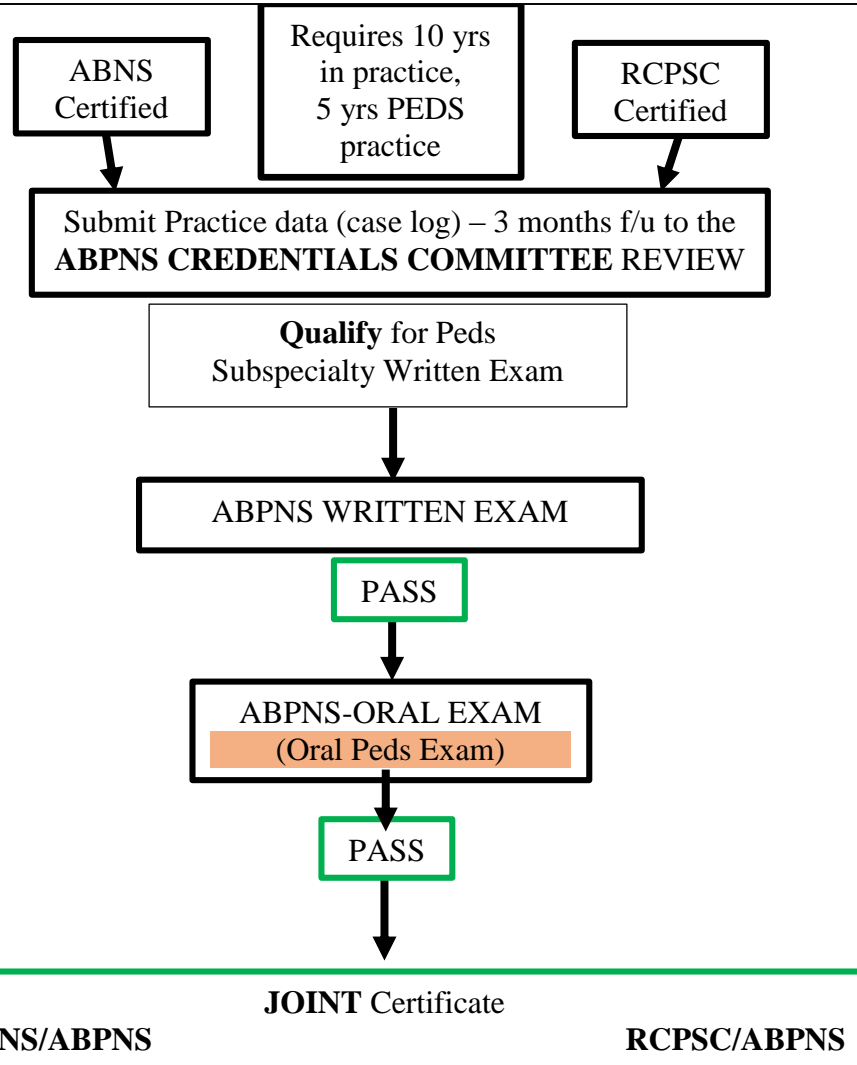 ABNS
Certified
Requires 10 yrs
in practice,
5 yrs PEDS
practice
RCPSC
Certified
Submit Practice data (case log) – 3 months f/u to the
ABPNS CREDENTIALS COMMITTEE REVIEW
Qualify for Peds
Subspecialty Written Exam
ABPNS WRITTEN EXAM
PASS
ABPNS-ORAL EXAM
(Oral Peds Exam)
PASS
JOINT Certificate
NS/ABPNS
RCPSC/ABPNS